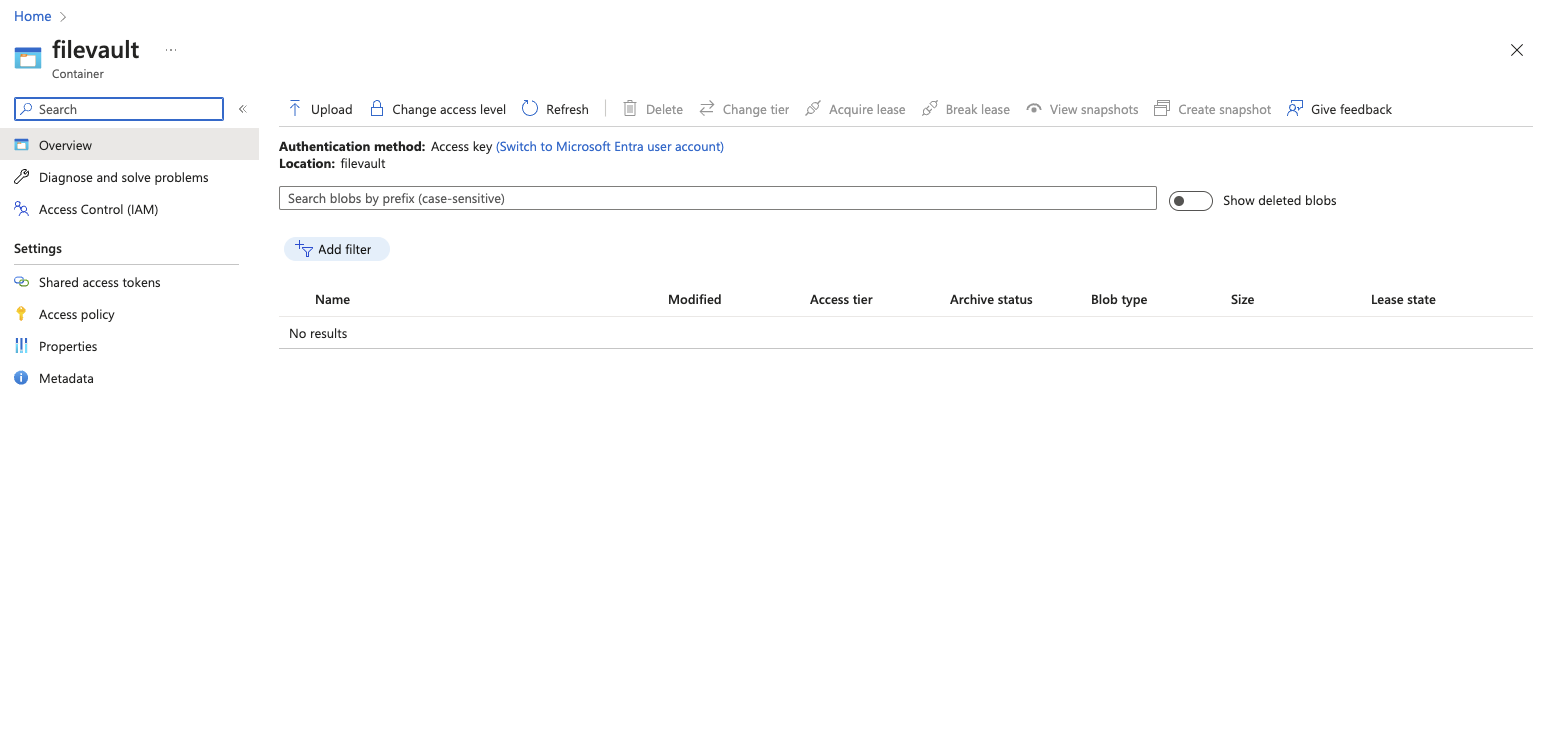 Home
filevault
Container
Search
Upload Change access level Refresh Delete Change tier Acquire lease Break lease View snapshots Create snapshot Give feedback
Overview
Diagnose and solve problems
Access Control (IAM)
Settings
Shared access tokens
Access policy
Properties
Metadata
Authentication method: Access key (Switch to Microsoft Entra user account)
Location: filevault
Search blobs by prefix (case-sensitive) Show deleted blobs
Add filter
Name Modified Access tier Archive status Blob type Size Lease state
No results